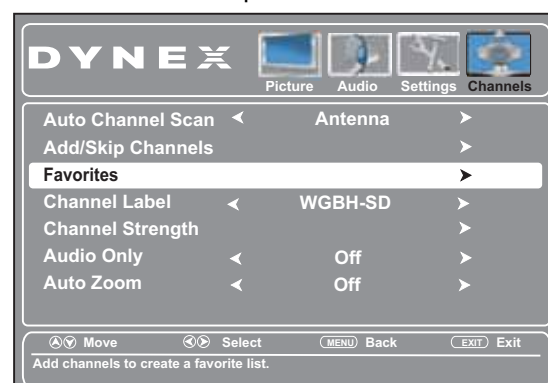 DYNEX
Picture Audio Settings Channels
Auto Channel Scan Antenna
Add/Skip Channels
Favorites
Channel Label WGBH-SD
Channel Strength
Audio Only Off
Auto Zoom Off
Move Select MENU Back EXIT Exit
Add channels to create a favorite list.